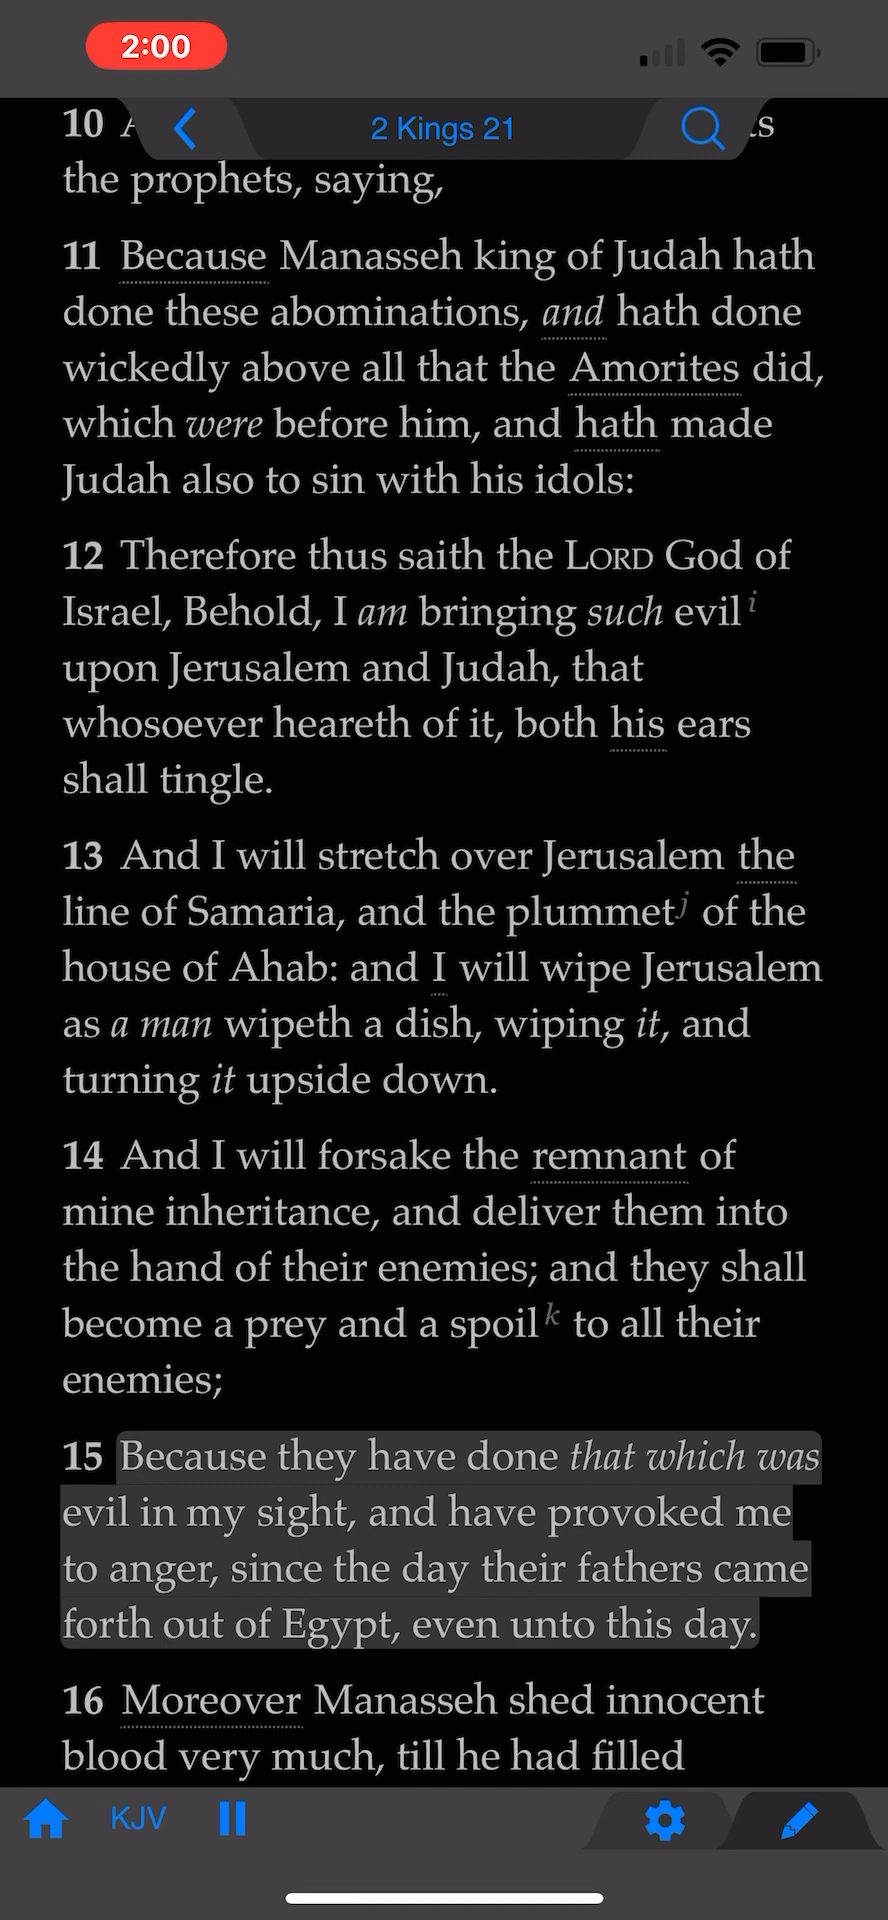 2:00
2 Kings 21
10
the prophets, saying,
11 Because Manasseh king of Judah hath
done these abominations, and hath done
wickedly above all that the Amorites did,
which were before him, and hath made
Judah also to sin with his idols:
12 Therefore thus saith the LORD God of
Israel, Behold, I am bringing such evil i
upon Jerusalem and Judah, that
whosoever heareth of it, both his ears
shall tingle.
13 And I will stretch over Jerusalem the
line of Samaria, and the plummet j of the
house of Ahab: and I will wipe Jerusalem
as a man wipeth a dish, wiping it, and
turning it upside down.
14 And I will forsake the remnant of
mine inheritance, and deliver them into
the hand of their enemies; and they shall
become a prey and a spoil k to all their
enemies;
15 Because they have done that which was
evil in my sight, and have provoked me
to anger, since the day their fathers came
forth out of Egypt, even unto this day.
16 Moreover Manasseh shed innocent
blood very much, till he had filled
KJV